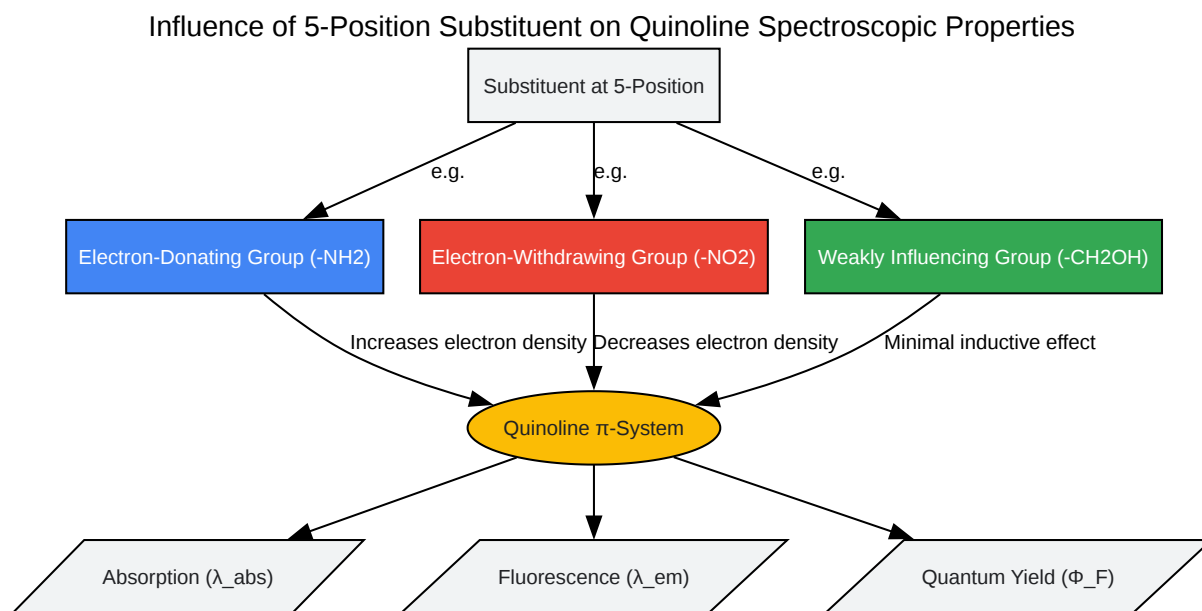 Influence of 5-Position Substituent on Quinoline Spectroscopic Properties
Substituent at 5-Position
e.g.
e.g.
e.g.
Electron-Donating Group (-NH2)
Electron-Withdrawing Group (-NO2)
Weakly Influencing Group (-CH2OH)
Increases electron density
Decreases electron density
Minimal inductive effect
Quinoline π-System
Absorption (λ_abs)
Fluorescence (λ_em)
Quantum Yield (Φ_F)